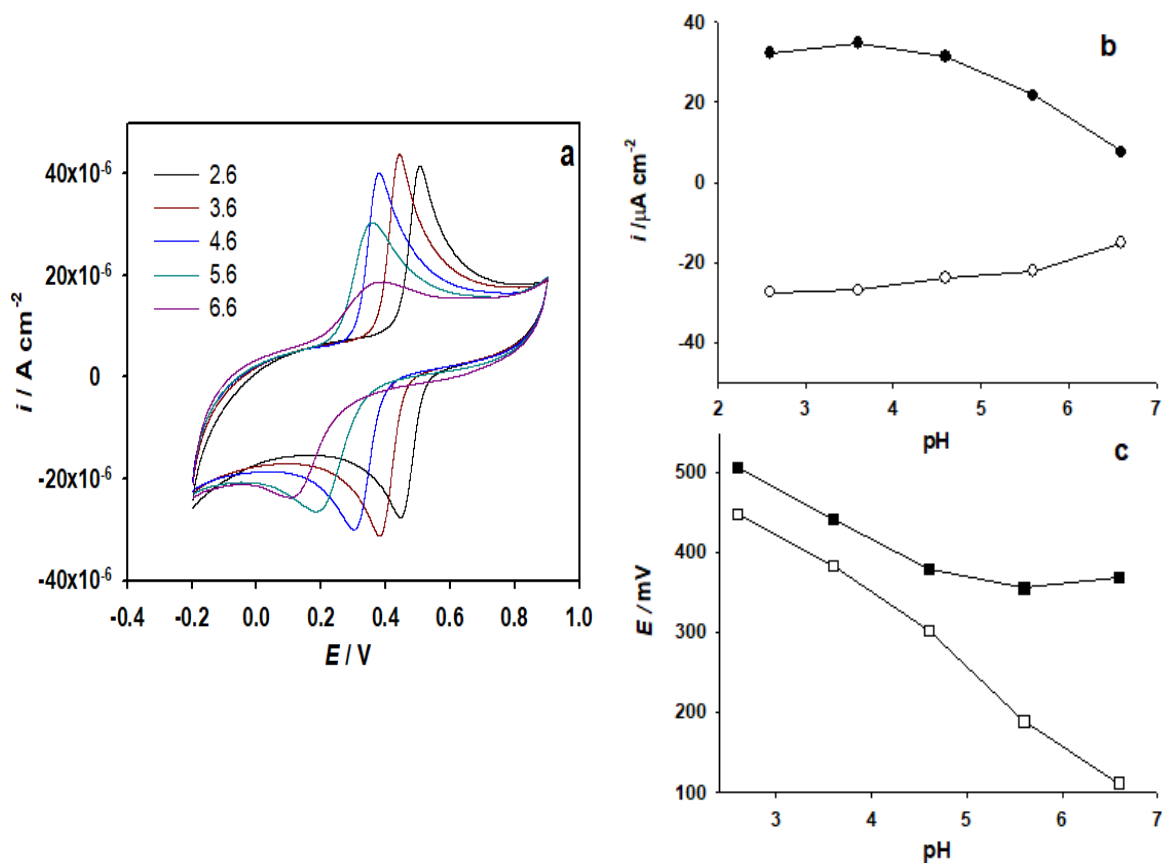 a
40x10⁻⁶
20x10⁻⁶
0
-20x10⁻⁶
-40x10⁻⁶
i / A cm⁻²
2.6
3.6
4.6
5.6
6.6
-0.4 -0.2 0.0 0.2 0.4 0.6 0.8 1.0
E / V
b
40
20
0
-20
-40
i /μA cm⁻²
2 3 4 5 6 7
pH
c
500
400
300
200
100
E / mV
3 4 5 6 7
pH